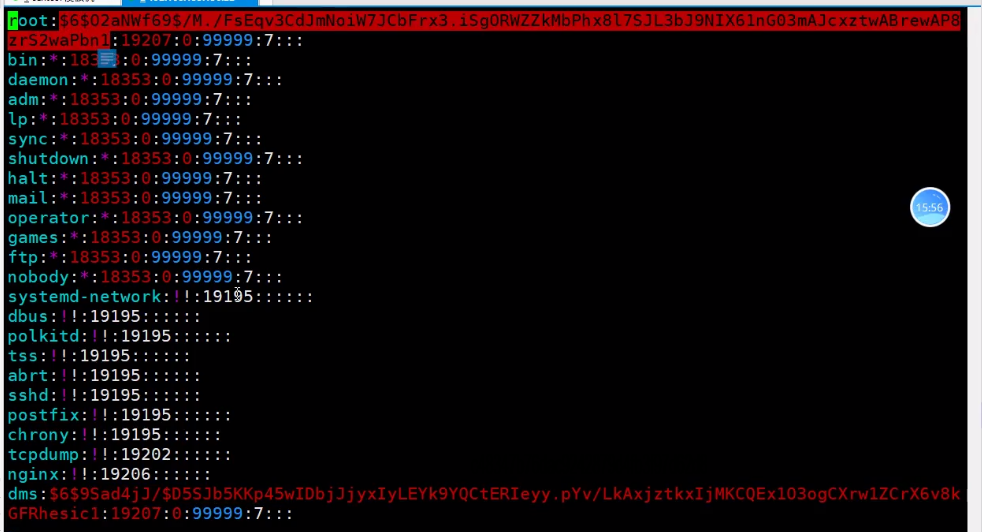 root:$6$02aNWf69$/M./FsEqv3CdJmNoiW7JCbFrx3.iSgORWZZkMbPhx8l7SJL3bJ9NIX61nG03mAJcxztwABrewAP8
zrS2waPbn1:19207:0:99999:7:::
bin:*:18353:0:99999:7:::
daemon:*:18353:0:99999:7:::
adm:*:18353:0:99999:7:::
lp:*:18353:0:99999:7:::
sync:*:18353:0:99999:7:::
shutdown:*:18353:0:99999:7:::
halt:*:18353:0:99999:7:::
mail:*:18353:0:99999:7:::
operator:*:18353:0:99999:7:::
games:*:18353:0:99999:7:::
ftp:*:18353:0:99999:7:::
nobody:*:18353:0:99999:7:::
systemd-network:!!:19195::::::
dbus:!!:19195::::::
polkitd:!!:19195::::::
tss:!!:19195::::::
abrt:!!:19195::::::
sshd:!!:19195::::::
postfix:!!:19195::::::
chrony:!!:19195::::::
tcpdump:!!:19202::::::
nginx:!!:19206::::::
dms:$6$9Sad4jJ/$D5SJb5KKp45wIDbjJjyxIyLEYk9YQCtERIeyy.pYv/LkAxjztkxIjMKCQEx1O3ogCXrw1ZCrX6v8k
GFRhesic1:19207:0:99999:7:::
15:56